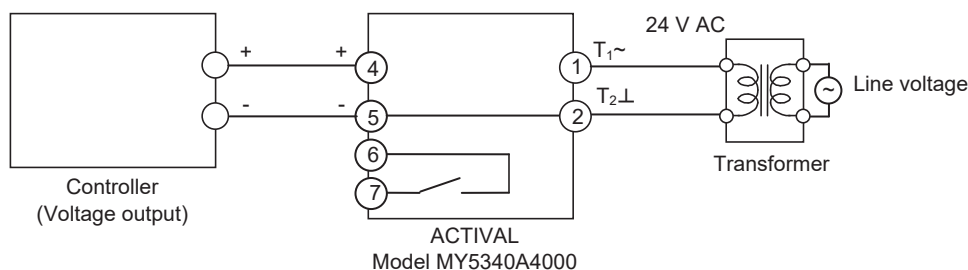 24 V AC
+ + 4 1 T₁~
~ Line voltage
- - 5 2 T₂⊥
6
7
Transformer
Controller
(Voltage output)
ACTIVAL
Model MY5340A4000